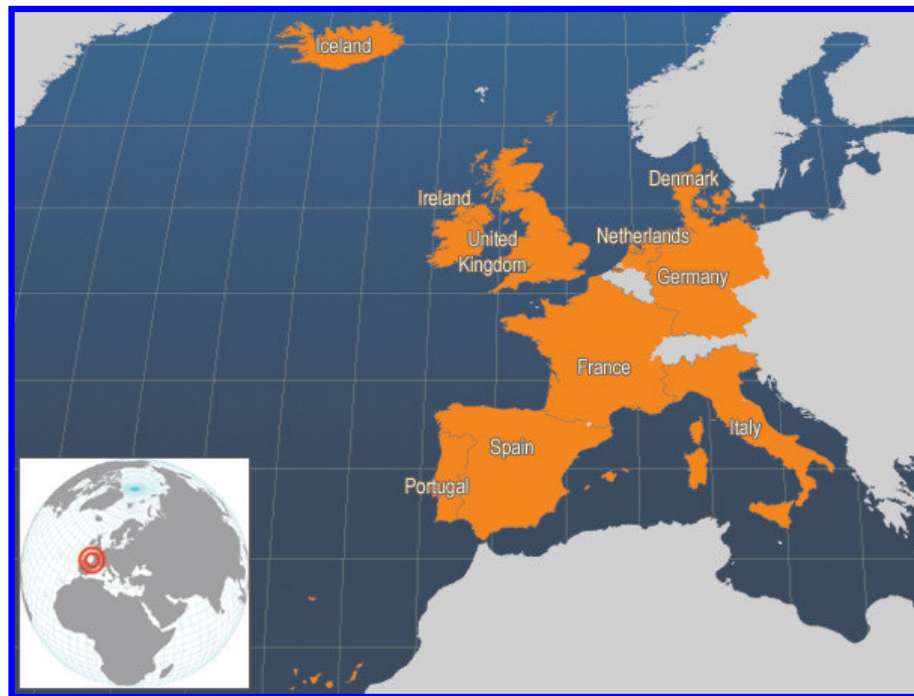 Iceland
Denmark
Ireland
Netherlands
United
Kingdom
Germany
France
Italy
Spain
Portugal